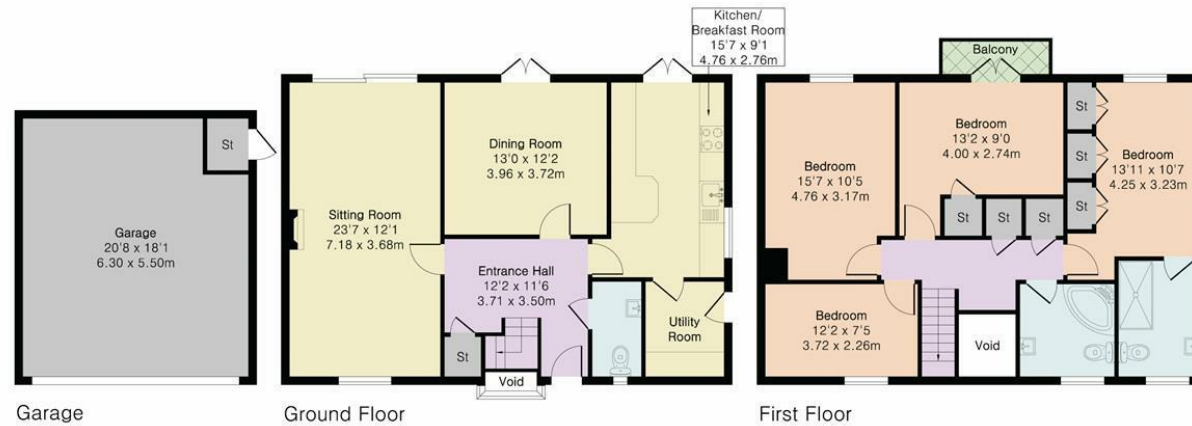 Garage
20'8 x 18'1
6.30 x 5.50m
St
Garage
Kitchen/
Breakfast Room
15'7 x 9'1
4.76 x 2.76m
Dining Room
13'0 x 12'2
3.96 x 3.72m
Sitting Room
23'7 x 12'1
7.18 x 3.68m
Entrance Hall
12'2 x 11'6
3.71 x 3.50m
Utility
Room
St
Void
Ground Floor
Balcony
Bedroom
13'2 x 9'0
4.00 x 2.74m
Bedroom
15'7 x 10'5
4.76 x 3.17m
St
St
St
Bedroom
13'11 x 10'7
4.25 x 3.23m
St
St
St
Bedroom
12'2 x 7'5
3.72 x 2.26m
Void
First Floor